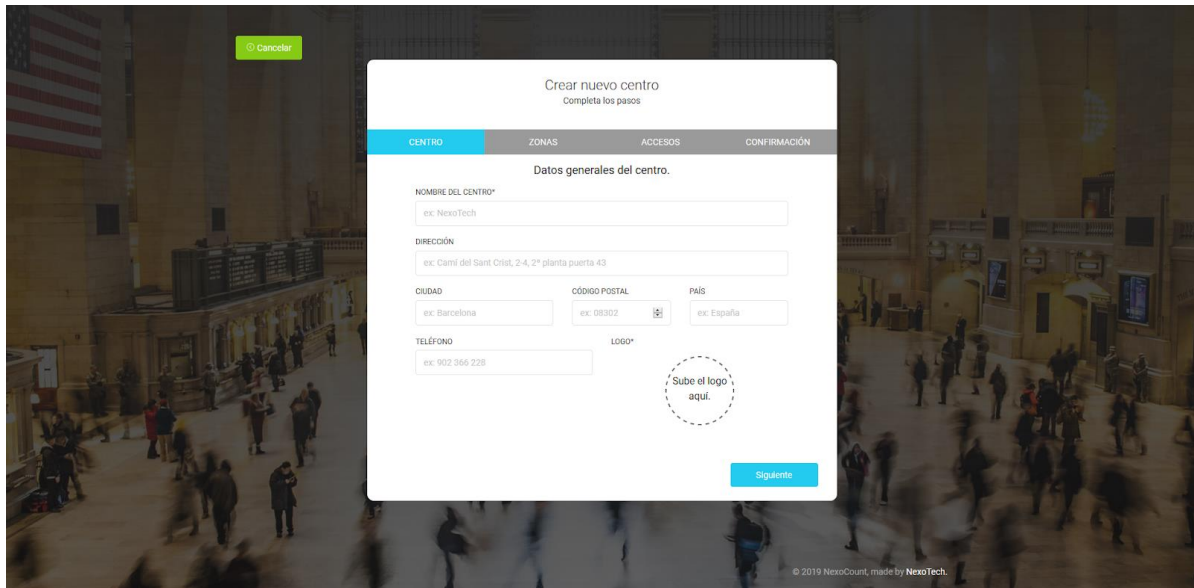 Cancelar
Crear nuevo centro
Completa los pasos
CENTRO ZONAS ACCESOS CONFIRMACIÓN
Datos generales del centro.
NOMBRE DEL CENTRO*
ex: NexoTech
DIRECCIÓN
ex: Camí del Sant Crist, 2-4, 2ª planta puerta 43
CIUDAD CÓDIGO POSTAL PAÍS
ex: Barcelona ex: 08302 ex: España
TELÉFONO LOGO*
ex: 902 366 228
Sube el logo
aquí.
Siguiente
© 2019 NexoCount, made by NexoTech.